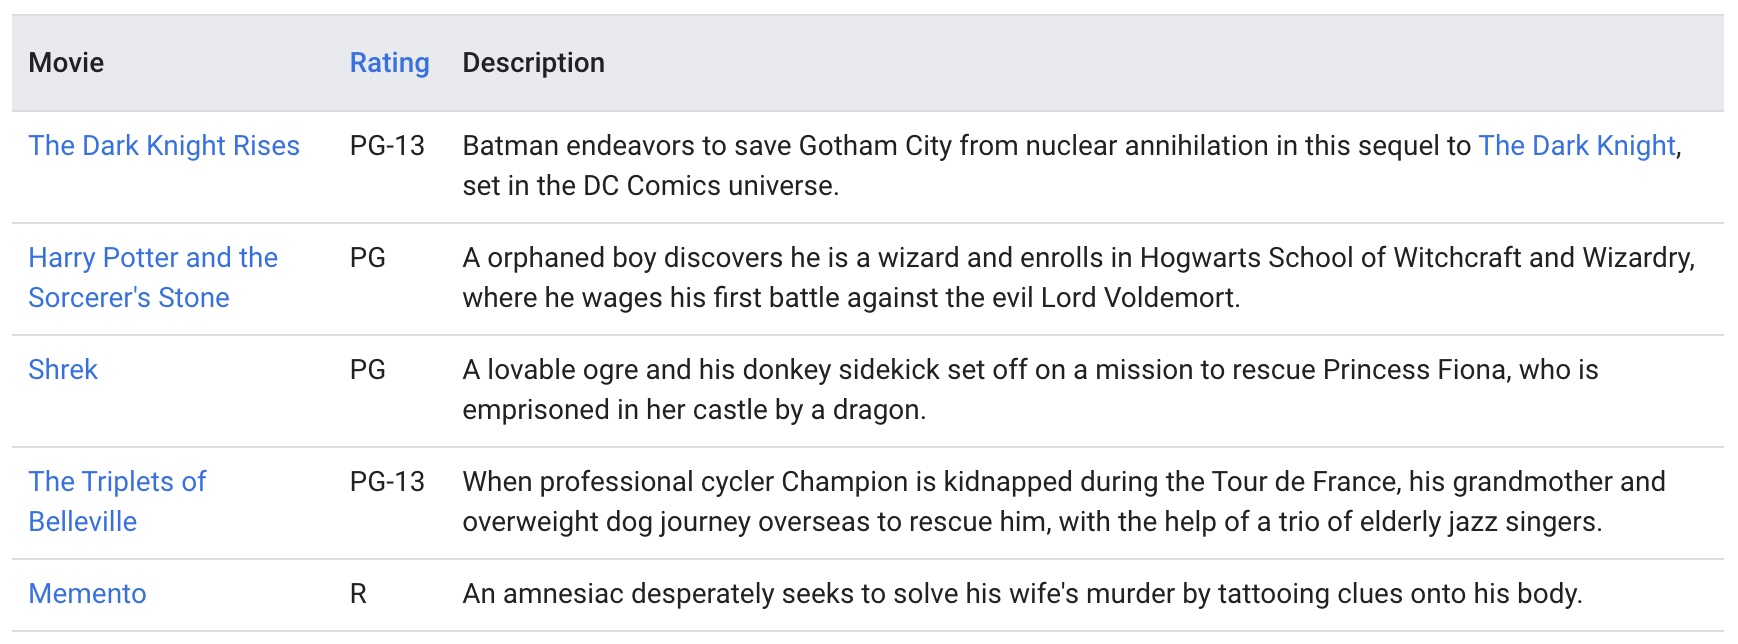 Movie Rating Description
The Dark Knight Rises PG-13 Batman endeavors to save Gotham City from nuclear annihilation in this sequel to The Dark Knight,
set in the DC Comics universe.
Harry Potter and the PG A orphaned boy discovers he is a wizard and enrolls in Hogwarts School of Witchcraft and Wizardry,
Sorcerer's Stone where he wages his first battle against the evil Lord Voldemort.
Shrek PG A lovable ogre and his donkey sidekick set off on a mission to rescue Princess Fiona, who is
emprisoned in her castle by a dragon.
The Triplets of PG-13 When professional cycler Champion is kidnapped during the Tour de France, his grandmother and
Belleville overweight dog journey overseas to rescue him, with the help of a trio of elderly jazz singers.
Memento R An amnesiac desperately seeks to solve his wife's murder by tattooing clues onto his body.